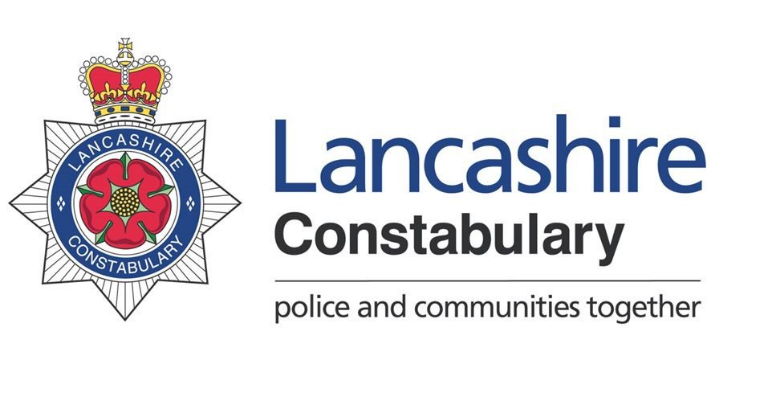 LANCASHIRE
CONSTABULARY
Lancashire
Constabulary
police and communities together